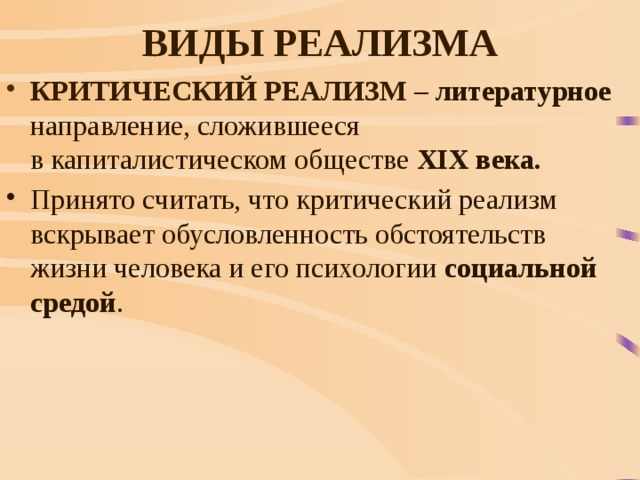 ВИДЫ РЕАЛИЗМА
• КРИТИЧЕСКИЙ РЕАЛИЗМ – литературное
направление, сложившееся
в капиталистическом обществе XIX века.
• Принято считать, что критический реализм
вскрывает обусловленность обстоятельств
жизни человека и его психологии социальной
средой.